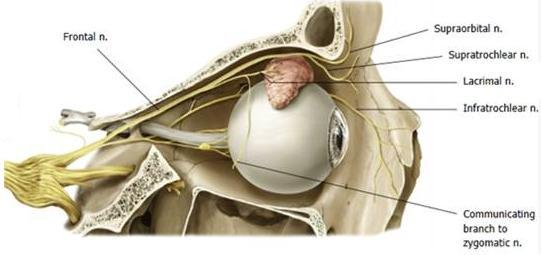 Frontal n.
Supraorbital n.
Supratrochlear n.
Lacrimal n.
Infratrochlear n.
Communicating
branch to
zygomatic n.